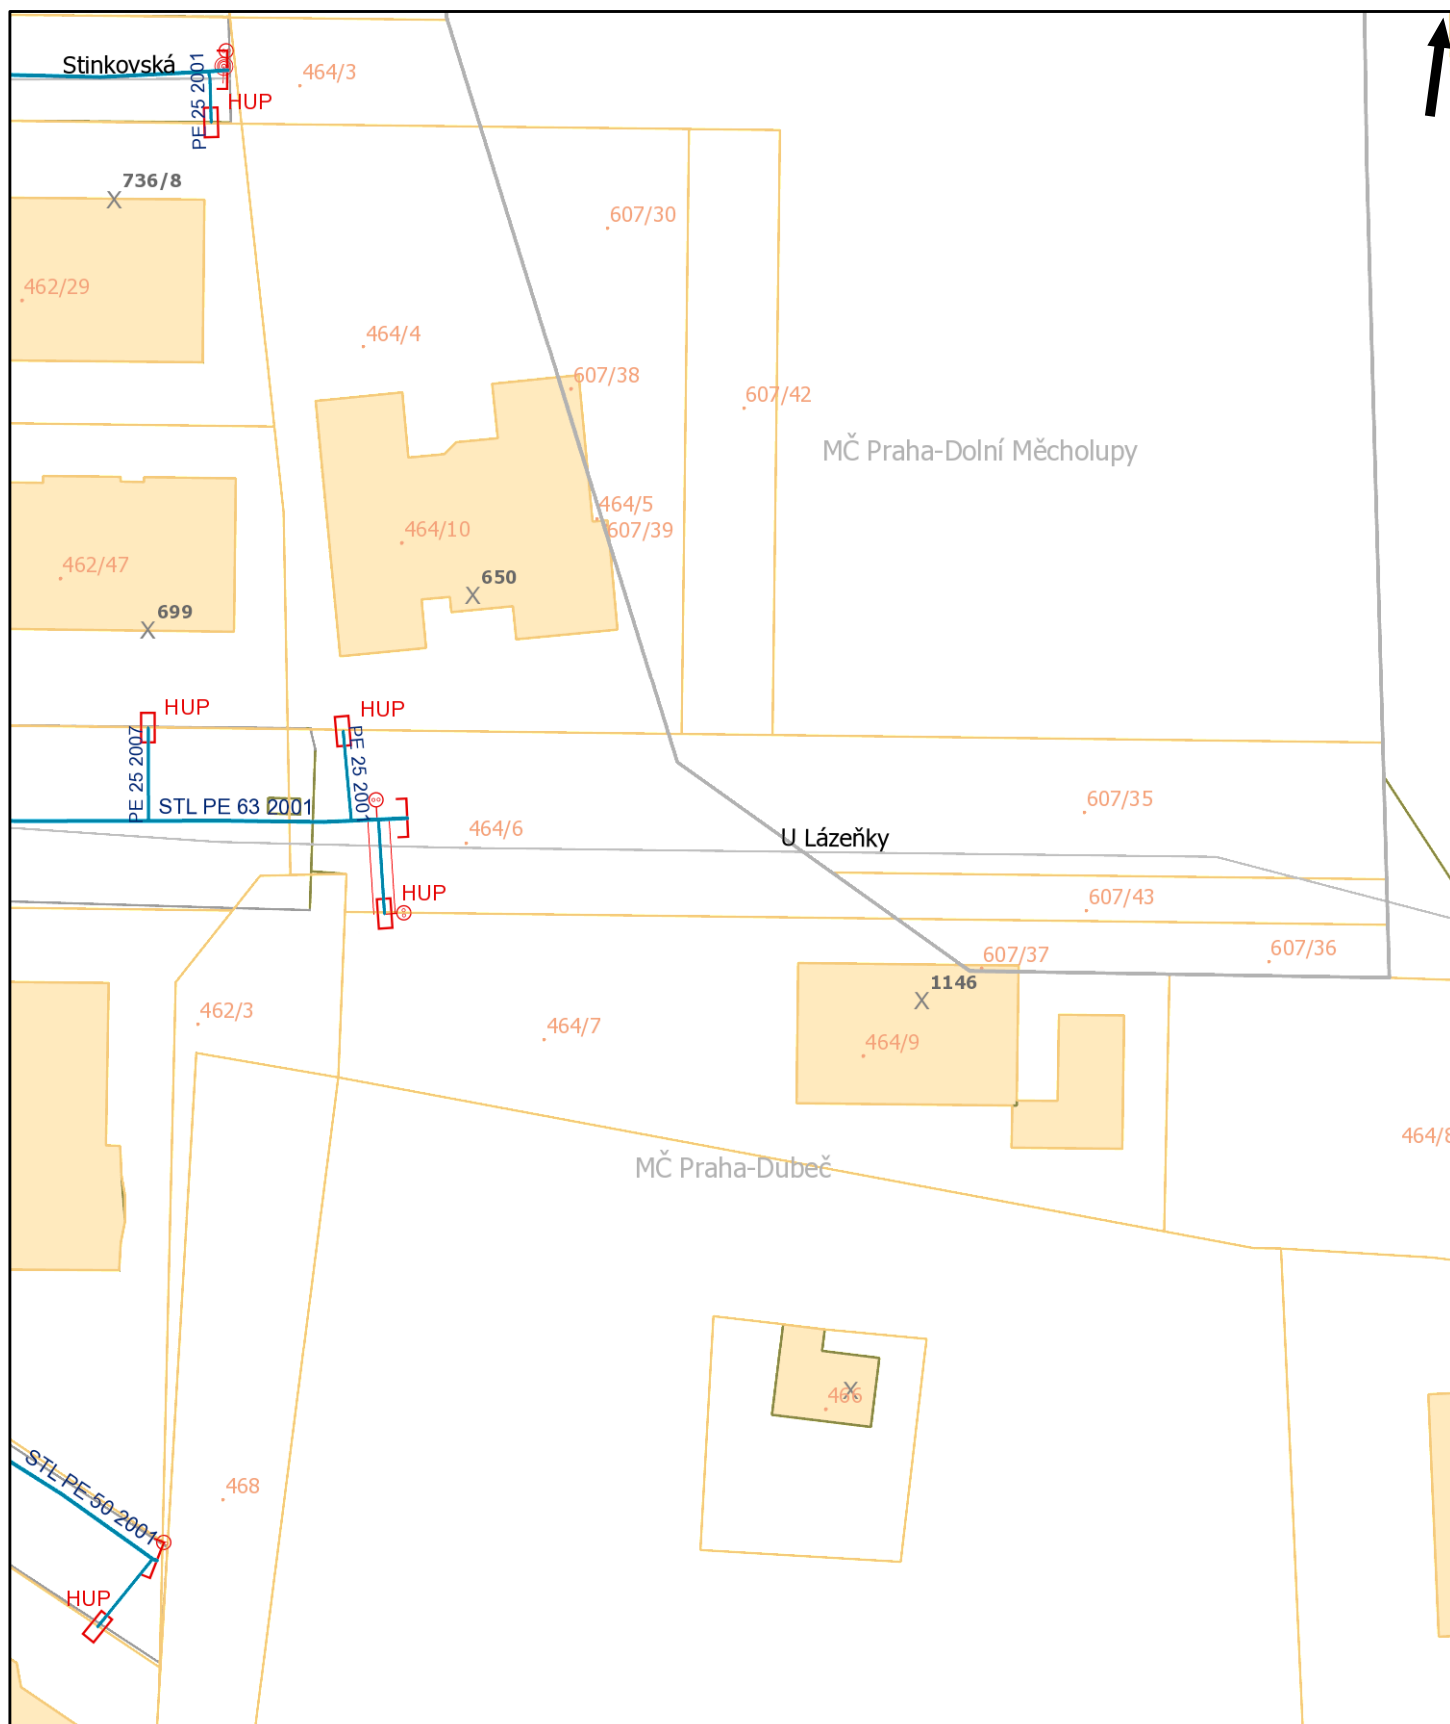 Stinkovská
464/3
PE 25 2001
HUP
736/8
607/30
462/29
464/4
607/38
607/42
MČ Praha-Dolní Měcholupy
464/5
464/10
607/39
462/47
650
699
HUP
HUP
PE 25 2007
PE 25 2001
STL PE 63 2001
607/35
464/6
U Lázeňky
HUP
607/43
607/37
607/36
1146
462/3
464/7
464/9
464/8
MČ Praha-Dubeč
466
STL PE 50 2001
468
HUP